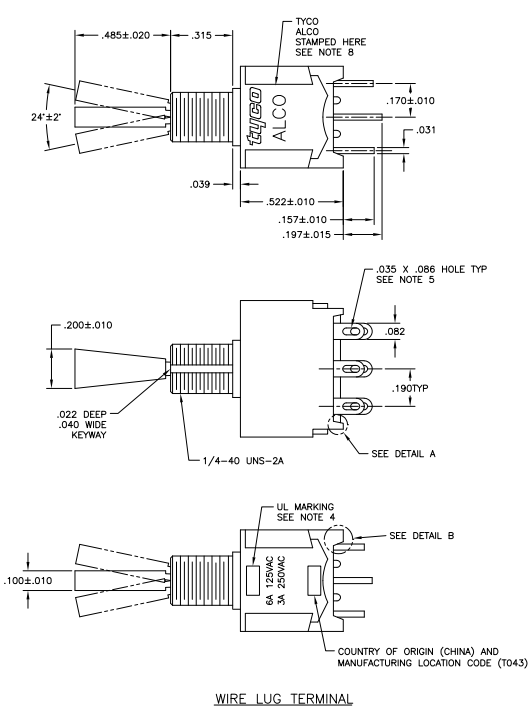 TYCO
ALCO
STAMPED HERE
SEE NOTE 8
.485±.020
.315
24°±2°
tyco
ALCO
.170±.010
.031
.039
.522±.010
.157±.010
.197±.015
.035 X .086 HOLE TYP
SEE NOTE 5
.200±.010
.082
.190TYP
.022 DEEP
.040 WIDE
KEYWAY
1/4-40 UNS-2A
SEE DETAIL A
UL MARKING
SEE NOTE 4
SEE DETAIL B
.100±.010
6A 125VAC
3A 250VAC
COUNTRY OF ORIGIN (CHINA) AND
MANUFACTURING LOCATION CODE (T043)
WIRE LUG TERMINAL